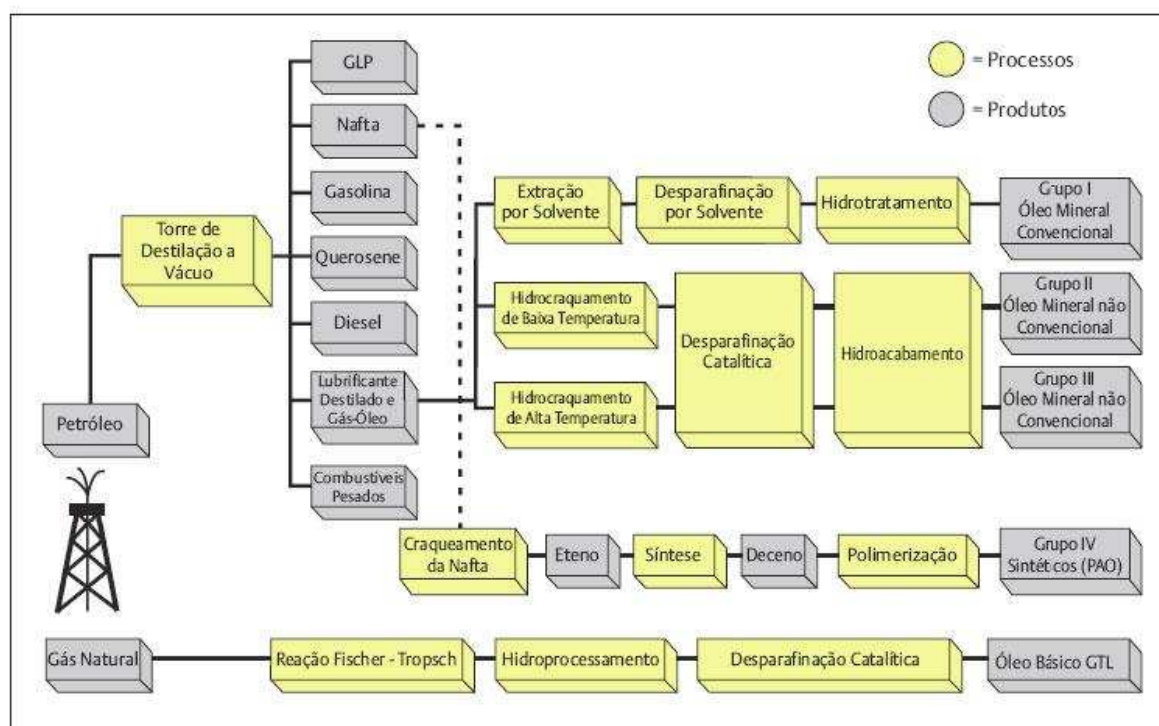 GLP
= Processos
Nafta
= Produtos
Gasolina
Extração
por Solvente
Desparafinação
por Solvente
Hidrotratamento
Grupo I
Óleo Mineral
Convencional
Torre de
Destilação a
Vácuo
Querosene
Hidrocraquamento
de Baixa Temperatura
Desparafinação
Catalítica
Hidroacabamento
Grupo II
Óleo Mineral não
Convencional
Diesel
Lubrificante
Destilado e
Gás-Óleo
Hidrocraquamento
de Alta Temperatura
Grupo III
Óleo Mineral não
Convencional
Petróleo
Combustíveis
Pesados
Craqueamento
da Nafta
Eteno
Síntese
Deceno
Polimerização
Grupo IV
Sintéticos (PAO)
Gás Natural
Reação Fischer - Tropsch
Hidroprocessamento
Desparafinação Catalítica
Óleo Básico GTL